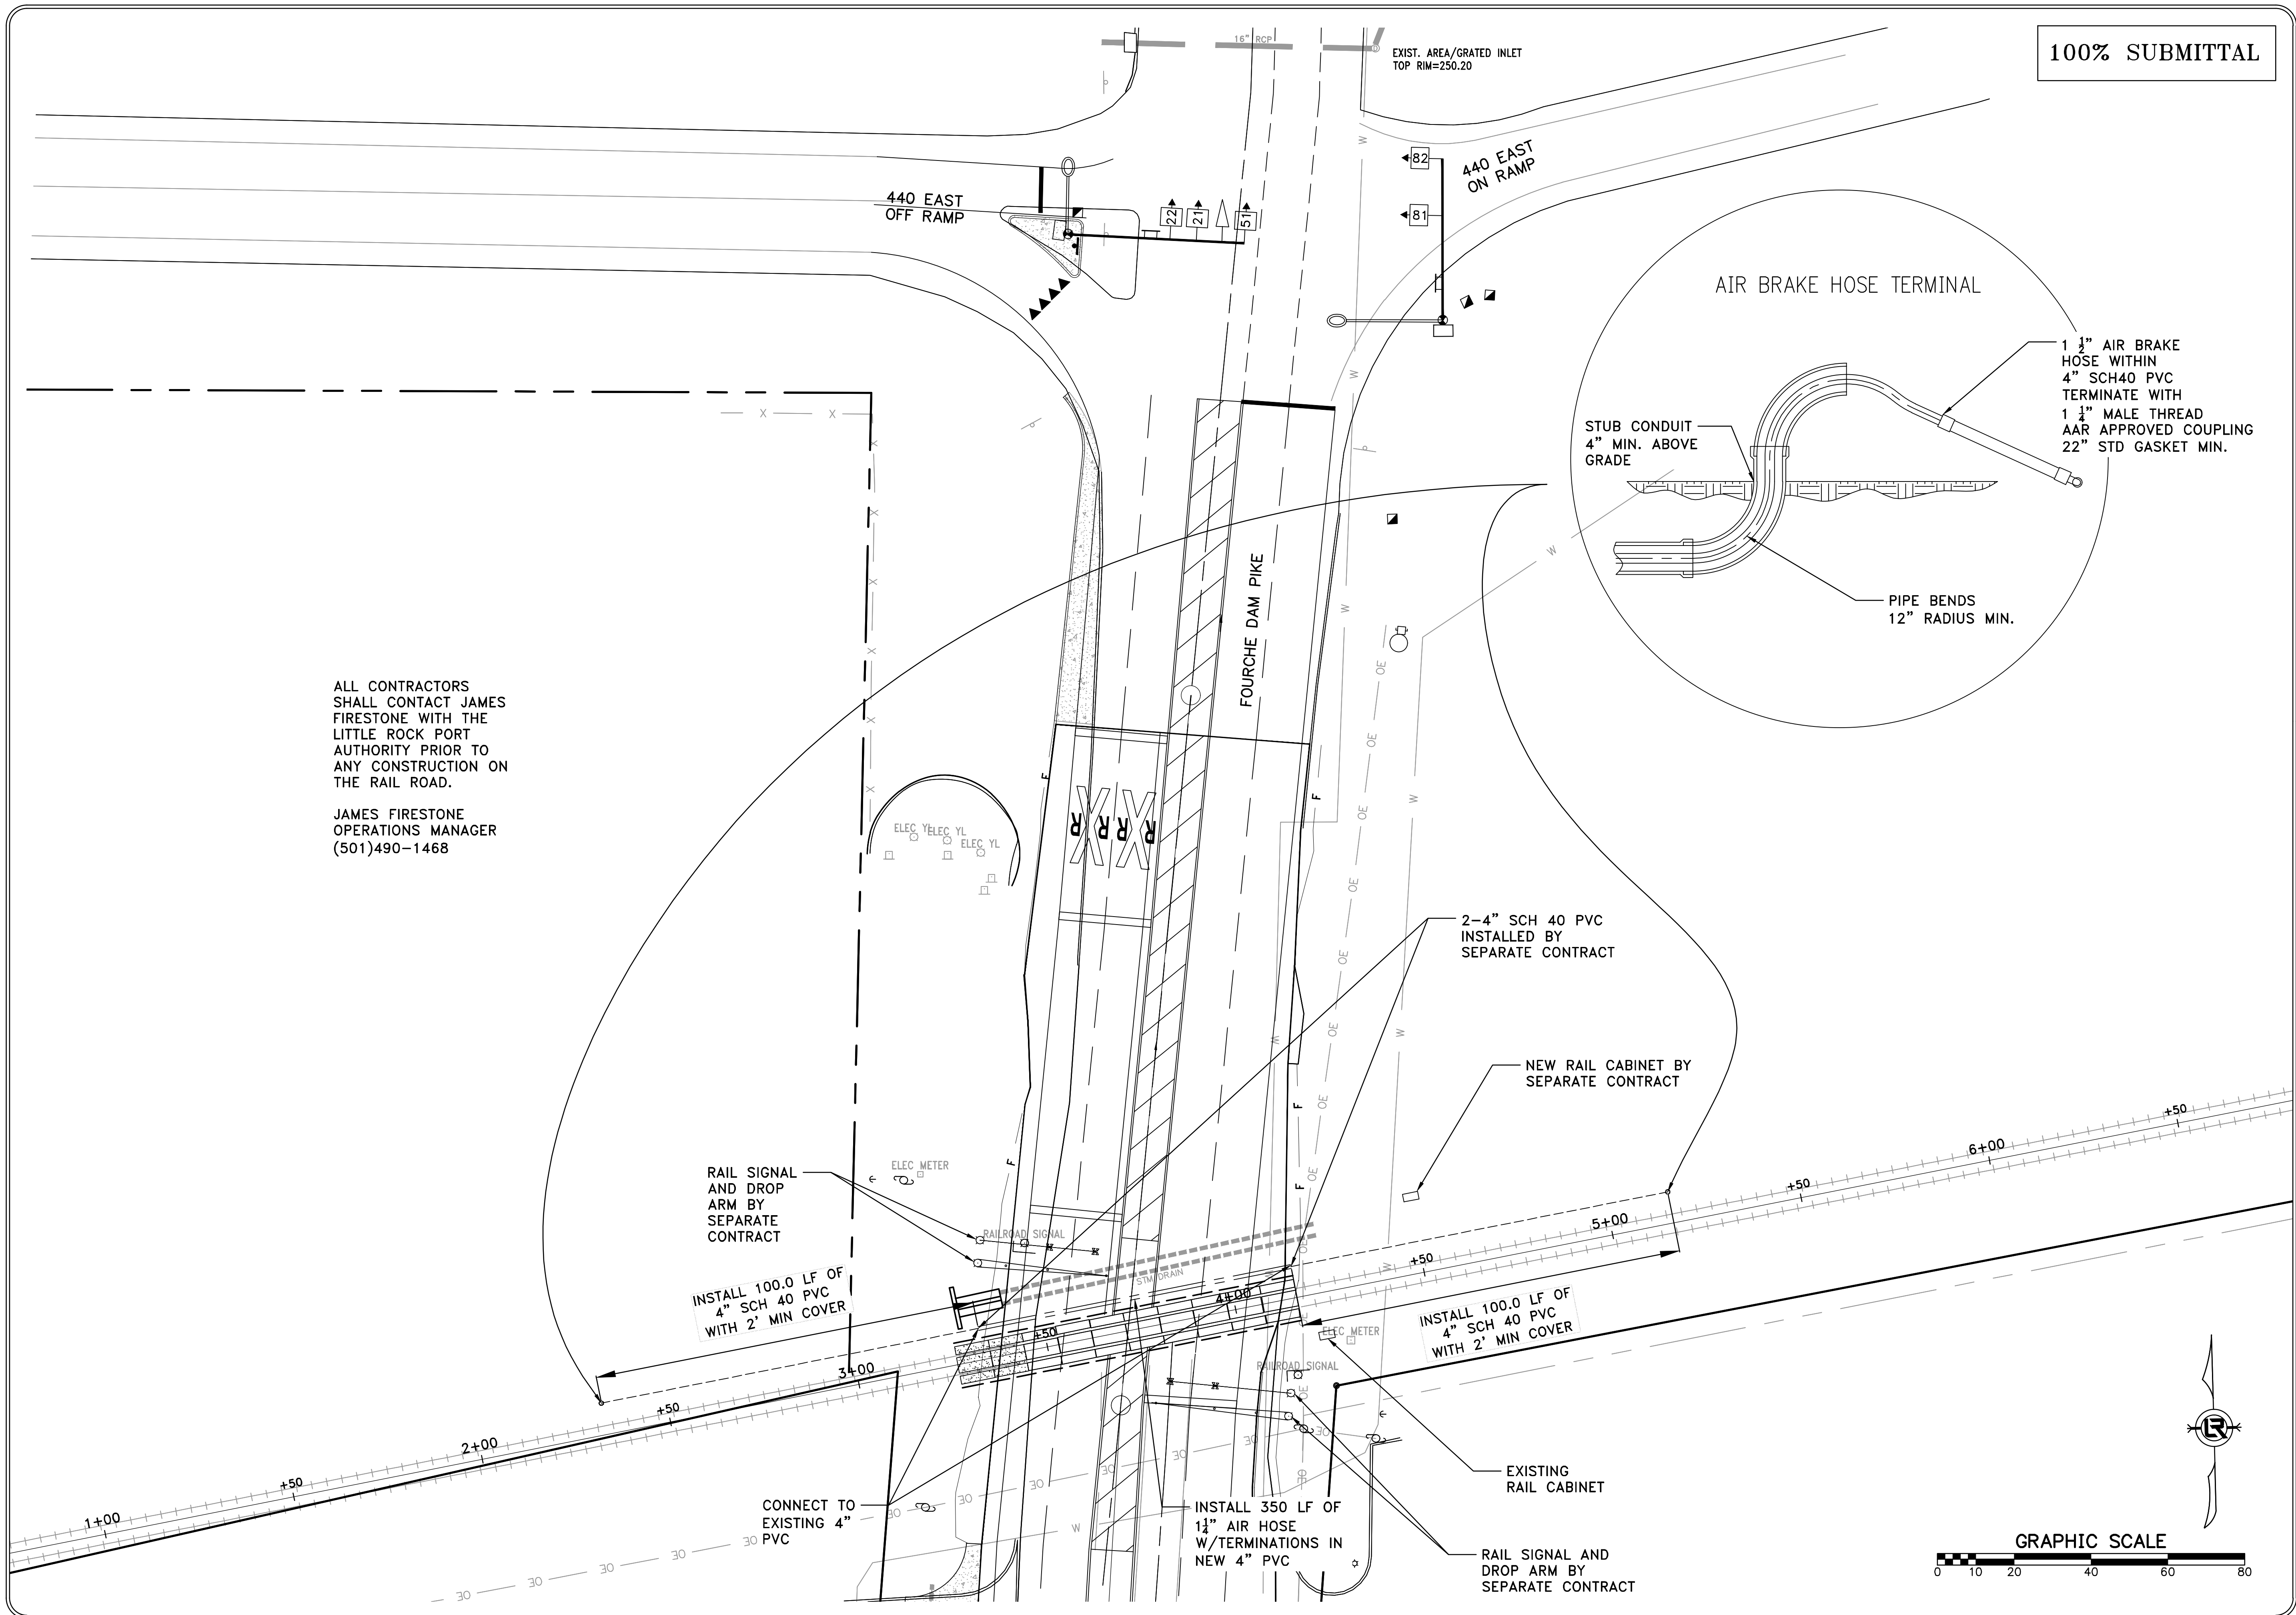 100% SUBMITTAL
16" RCP
EXIST. AREA/GRATED INLET
TOP RIM=250.20
440 EAST
OFF RAMP
440 EAST
ON RAMP
22
21
51
82
81
AIR BRAKE HOSE TERMINAL
1 1/2" AIR BRAKE
HOSE WITHIN
4" SCH40 PVC
TERMINATE WITH
1 1/4" MALE THREAD
AAR APPROVED COUPLING
22" STD GASKET MIN.
STUB CONDUIT
4" MIN. ABOVE
GRADE
PIPE BENDS
12" RADIUS MIN.
FOURCHE DAM PIKE
ALL CONTRACTORS
SHALL CONTACT JAMES
FIRESTONE WITH THE
LITTLE ROCK PORT
AUTHORITY PRIOR TO
ANY CONSTRUCTION ON
THE RAIL ROAD.
JAMES FIRESTONE
OPERATIONS MANAGER
(501)490-1468
ELEC YL
ELEC YL
ELEC YL
R R R R
2-4" SCH 40 PVC
INSTALLED BY
SEPARATE CONTRACT
NEW RAIL CABINET BY
SEPARATE CONTRACT
RAIL SIGNAL
AND DROP
ARM BY
SEPARATE
CONTRACT
ELEC METER
RAILROAD SIGNAL
STM DRAIN
INSTALL 100.0 LF OF
4" SCH 40 PVC
WITH 2' MIN COVER
INSTALL 100.0 LF OF
4" SCH 40 PVC
WITH 2' MIN COVER
ELEC METER
RAILROAD SIGNAL
1+00
+50
2+00
+50
3+00
+50
4+00
+50
5+00
+50
6+00
+50
CONNECT TO
EXISTING 4"
PVC
INSTALL 350 LF OF
1 1/4" AIR HOSE
W/TERMINATIONS IN
NEW 4" PVC
EXISTING
RAIL CABINET
RAIL SIGNAL AND
DROP ARM BY
SEPARATE CONTRACT
LR
GRAPHIC SCALE
0 10 20 40 60 80